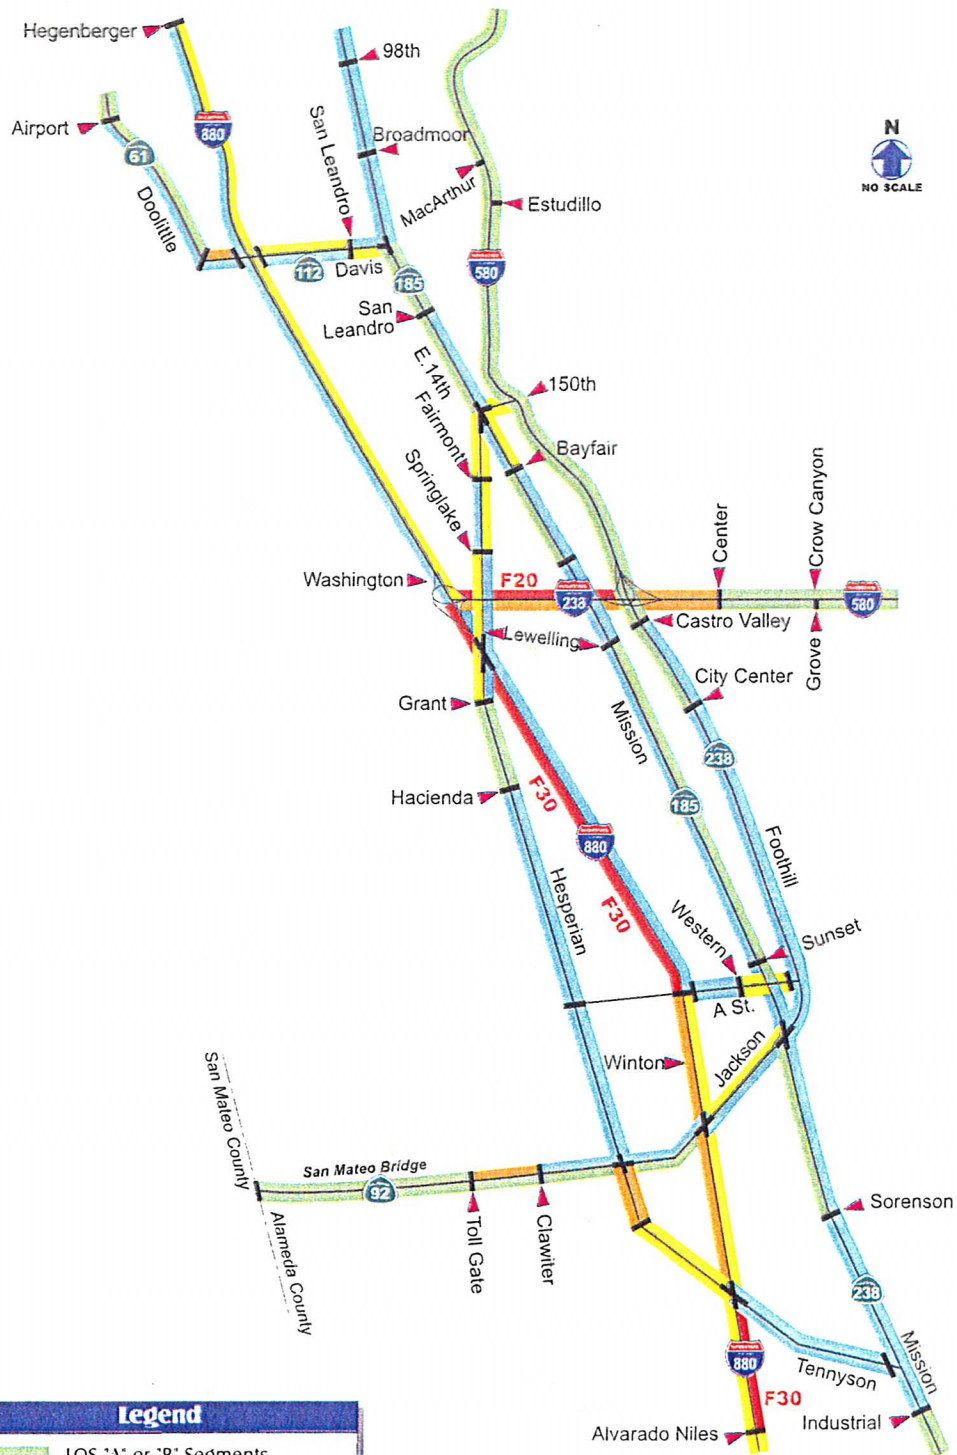 Hegenberger
98th
Airport
880
61
San Leandro
Broadmoor
N
NO SCALE
MacArthur
Estudillo
Doolittle
112
Davis
185
580
San
Leandro
E. 14th
150th
Fairmont
Bayfair
Springlake
Center
Crow Canyon
Washington
F20
238
580
Lewelling
Castro Valley
Grove
City Center
Grant
Mission
238
Hacienda
F30
185
880
Foothill
Hesperian
F30
Western
Sunset
A St.
Winton
Jackson
San Mateo County
San Mateo Bridge
92
Sorenson
Alameda County
Toll Gate
Clawiter
238
Mission
880
Tennyson
F30
Industrial
Alvarado Niles
Legend
LOS "A" or "B" Segments